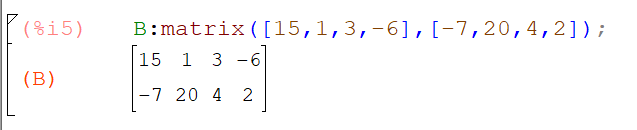 (%i5) B:matrix([15,1,3,-6],[-7,20,4,2]);
(B)
15 1 3 -6
-7 20 4 2